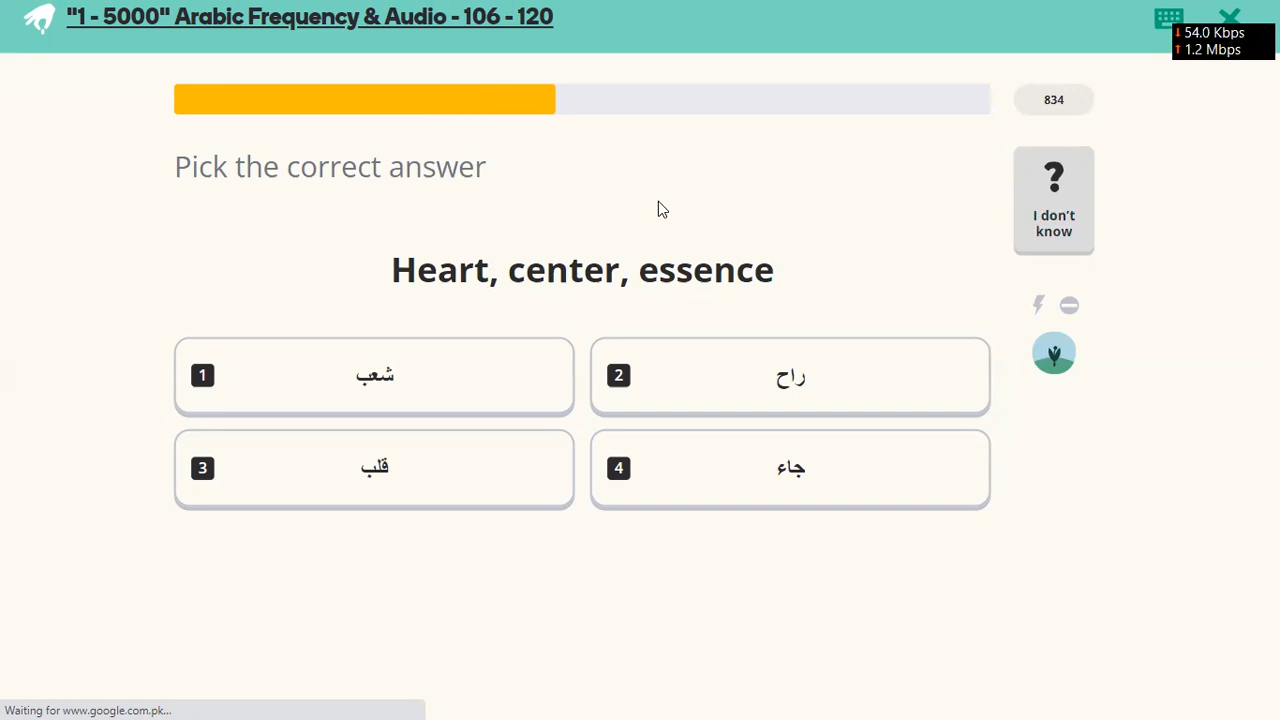 "1 - 5000" Arabic Frequency & Audio - 106 - 120
54.0 Kbps
1.2 Mbps
834
Pick the correct answer
?
I don't
know
Heart, center, essence
1 شعب
2 راح
3 قلب
4 جاء
Waiting for www.google.com.pk...